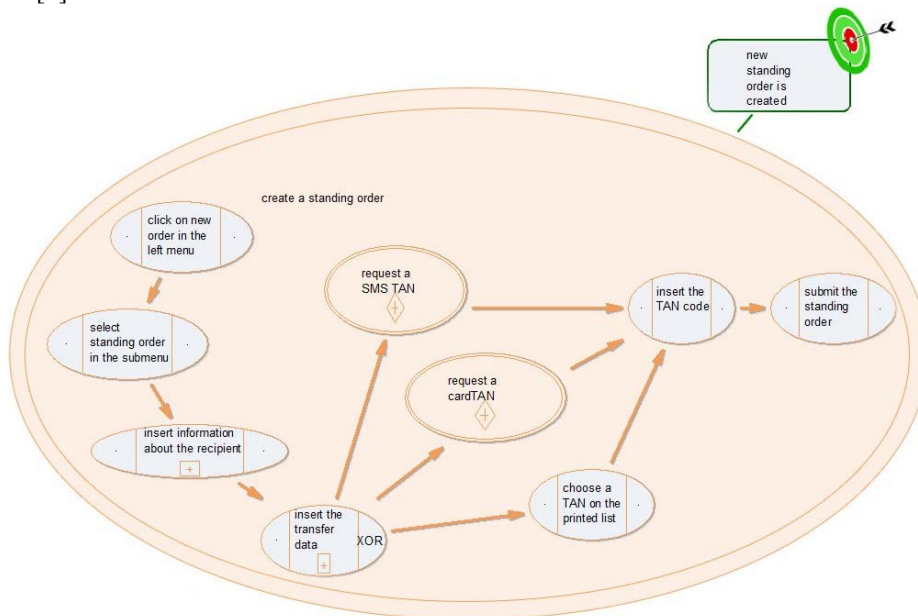 new
standing
order is
created
create a standing order
click on new
order in the
left menu
select
standing order
in the submenu
insert information
about the recipient
+
insert the
transfer
data
XOR
+
request a
SMS TAN
+
request a
cardTAN
+
choose a
TAN on the
printed list
insert the
TAN code
submit the
standing
order